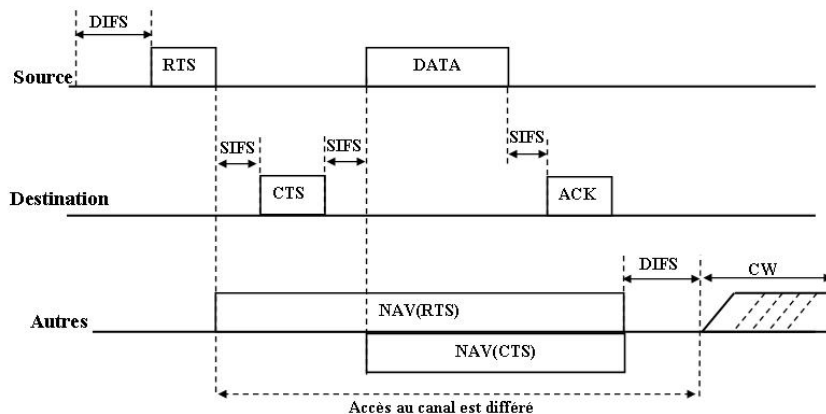 DIFS
RTS
DATA
Source
SIFS
SIFS
SIFS
CTS
ACK
Destination
DIFS
CW
NAV(RTS)
Autres
NAV(CTS)
Accès au canal est différé